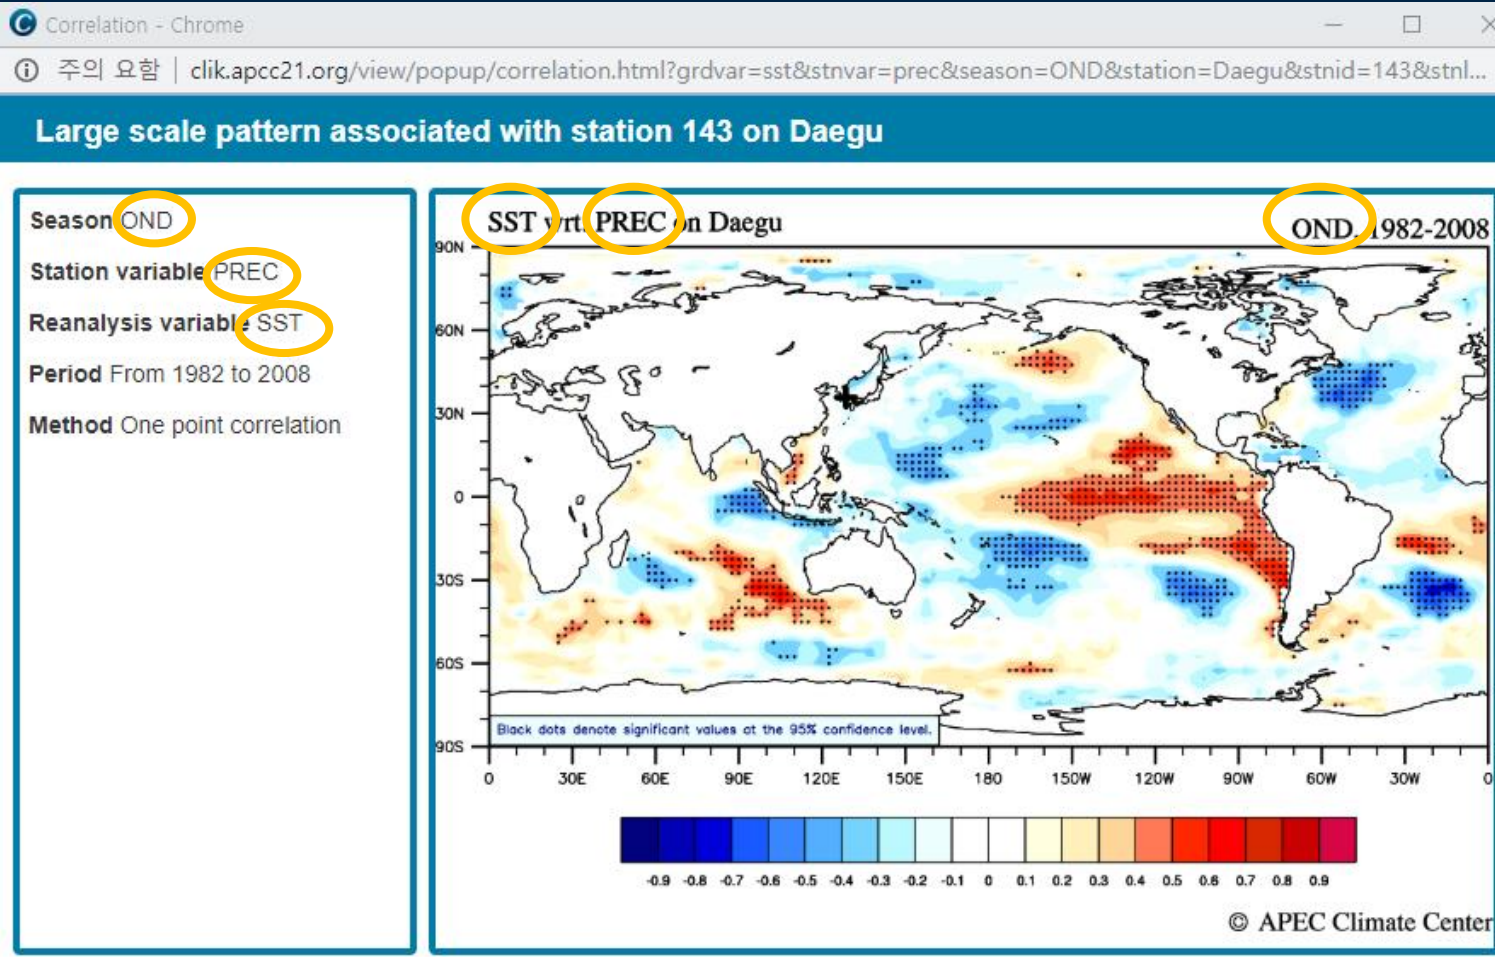 Correlation - Chrome
주의 요함 | clik.apcc21.org/view/popup/correlation.html?grdvar=sst&stnvar=prec&season=OND&station=Daegu&stnid=143&stnl...
Large scale pattern associated with station 143 on Daegu
Season OND
Station variable PREC
Reanalysis variable SST
Period From 1982 to 2008
Method One point correlation
SST wrt. PREC on Daegu
OND. 1982-2008
90N
60N
30N
0
30S
60S
90S
Black dots denote significant values at the 95% confidence level.
0 30E 60E 90E 120E 150E 180 150W 120W 90W 60W 30W 0
-0.9 -0.8 -0.7 -0.6 -0.5 -0.4 -0.3 -0.2 -0.1 0 0.1 0.2 0.3 0.4 0.5 0.6 0.7 0.8 0.9
© APEC Climate Center